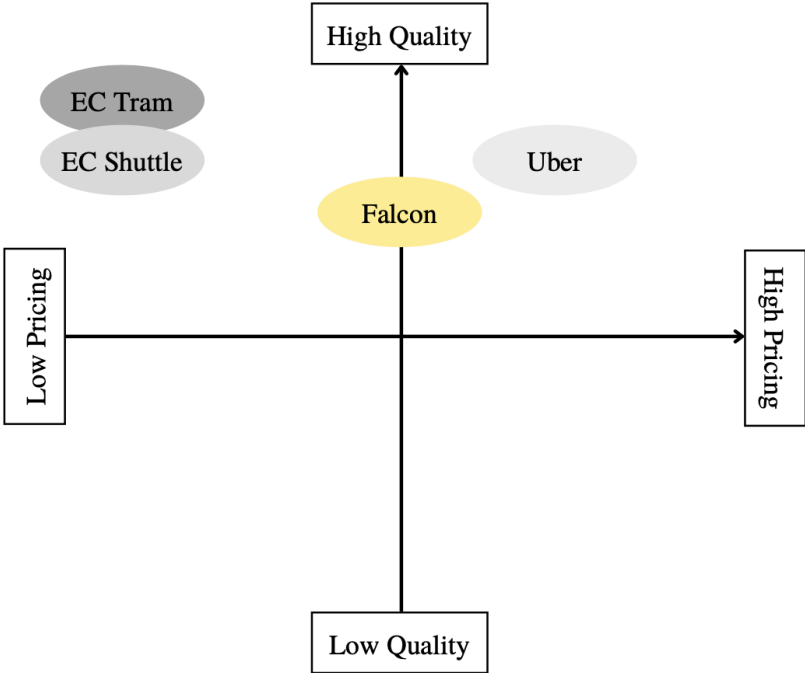 High Quality
EC Tram
EC Shuttle
Uber
Falcon
Low Pricing
High Pricing
Low Quality